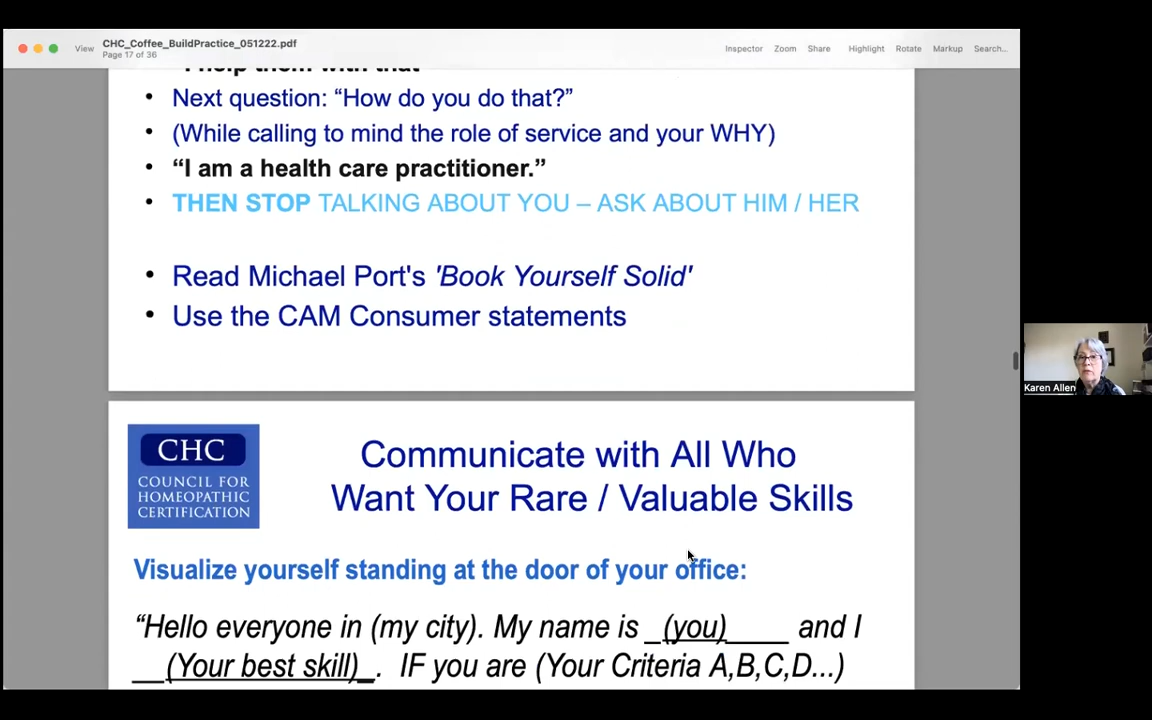 View
CHC_Coffee_BuildPractice_051222.pdf
Page 17 of 36
Inspector Zoom Share Highlight Rotate Markup Search...
"I help them with that"
• Next question: “How do you do that?”
• (While calling to mind the role of service and your WHY)
• “I am a health care practitioner.”
• THEN STOP TALKING ABOUT YOU – ASK ABOUT HIM / HER
• Read Michael Port's 'Book Yourself Solid'
• Use the CAM Consumer statements
Karen Allen
CHC
COUNCIL FOR
HOMEOPATHIC
CERTIFICATION
Communicate with All Who
Want Your Rare / Valuable Skills
Visualize yourself standing at the door of your office:
“Hello everyone in (my city). My name is _(you)____ and I
__(Your best skill)_. IF you are (Your Criteria A,B,C,D...)